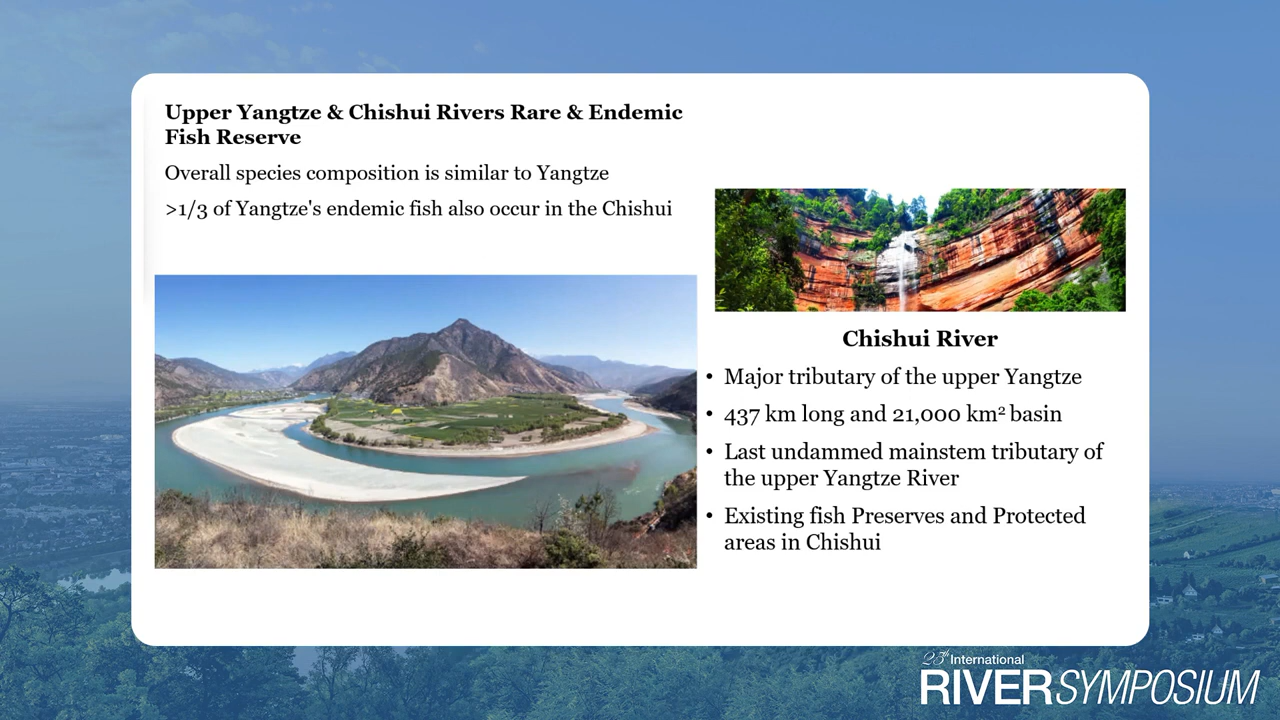 Upper Yangtze & Chishui Rivers Rare & Endemic
Fish Reserve
Overall species composition is similar to Yangtze
>1/3 of Yangtze's endemic fish also occur in the Chishui
Chishui River
• Major tributary of the upper Yangtze
• 437 km long and 21,000 km² basin
• Last undammed mainstem tributary of
the upper Yangtze River
• Existing fish Preserves and Protected
areas in Chishui
25th International
RIVERSYMPOSIUM